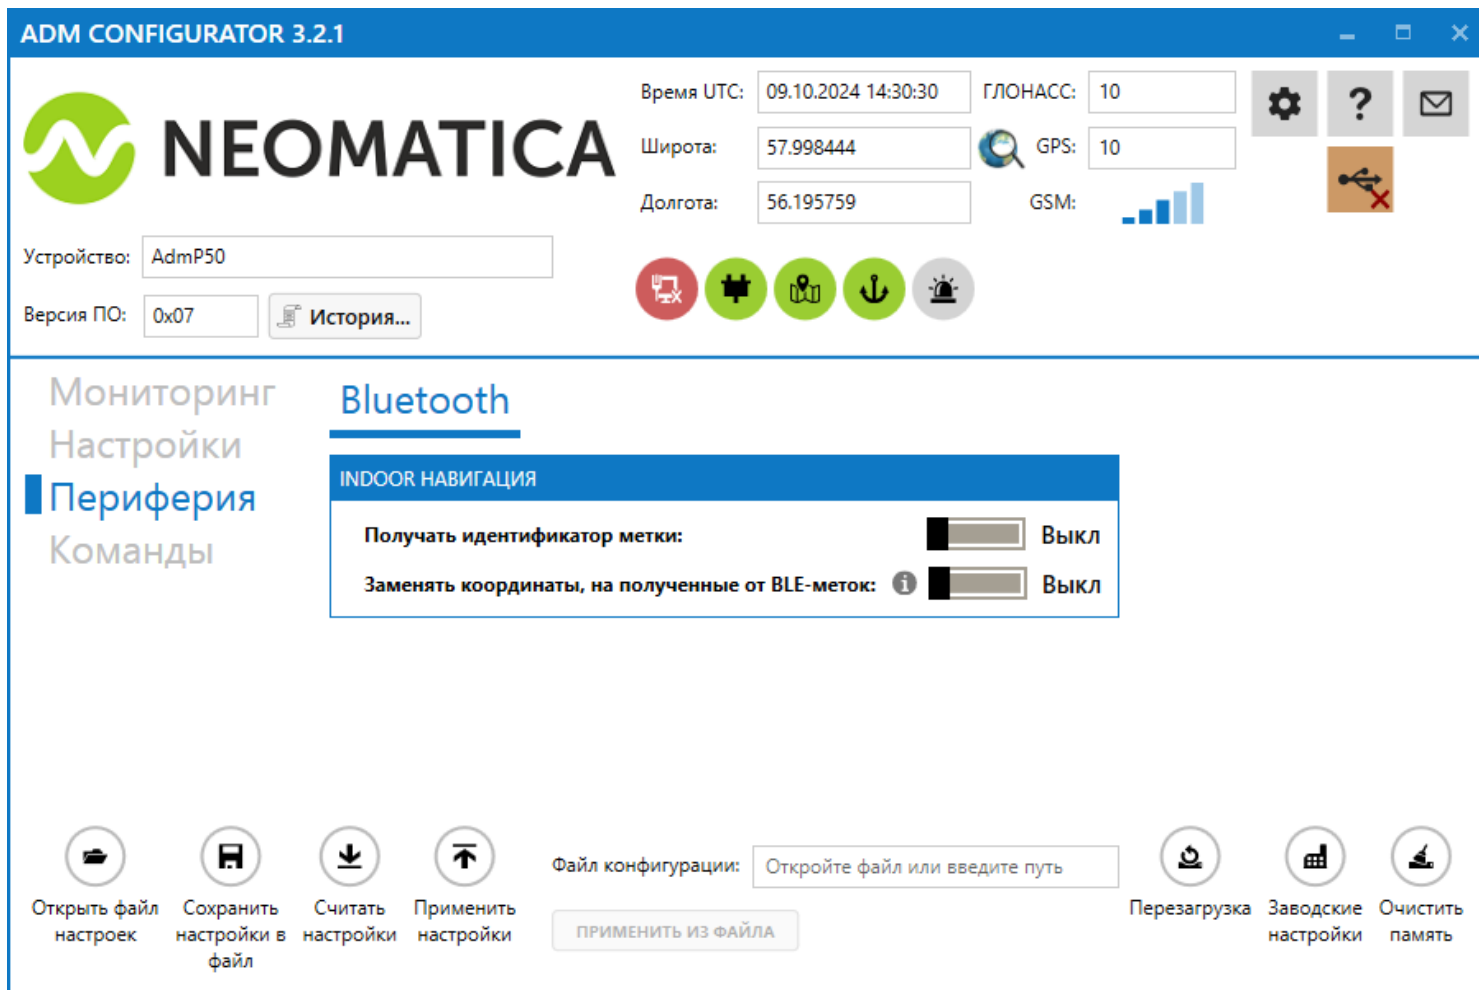 ADM CONFIGURATOR 3.2.1
NEOMATICA
Время UTC: 09.10.2024 14:30:30 ГЛОНАСС: 10
Широта: 57.998444 GPS: 10
Долгота: 56.195759 GSM:
Устройство: AdmP50
Версия ПО: 0x07 История...
Мониторинг
Настройки
Периферия
Команды
Bluetooth
INDOOR НАВИГАЦИЯ
Получать идентификатор метки: Выкл
Заменять координаты, на полученные от BLE-меток: Выкл
Открыть файл настроек
Сохранить настройки в файл
Считать настройки
Применить настройки
Файл конфигурации: Откройте файл или введите путь
ПРИМЕНИТЬ ИЗ ФАЙЛА
Перезагрузка
Заводские настройки
Очистить память